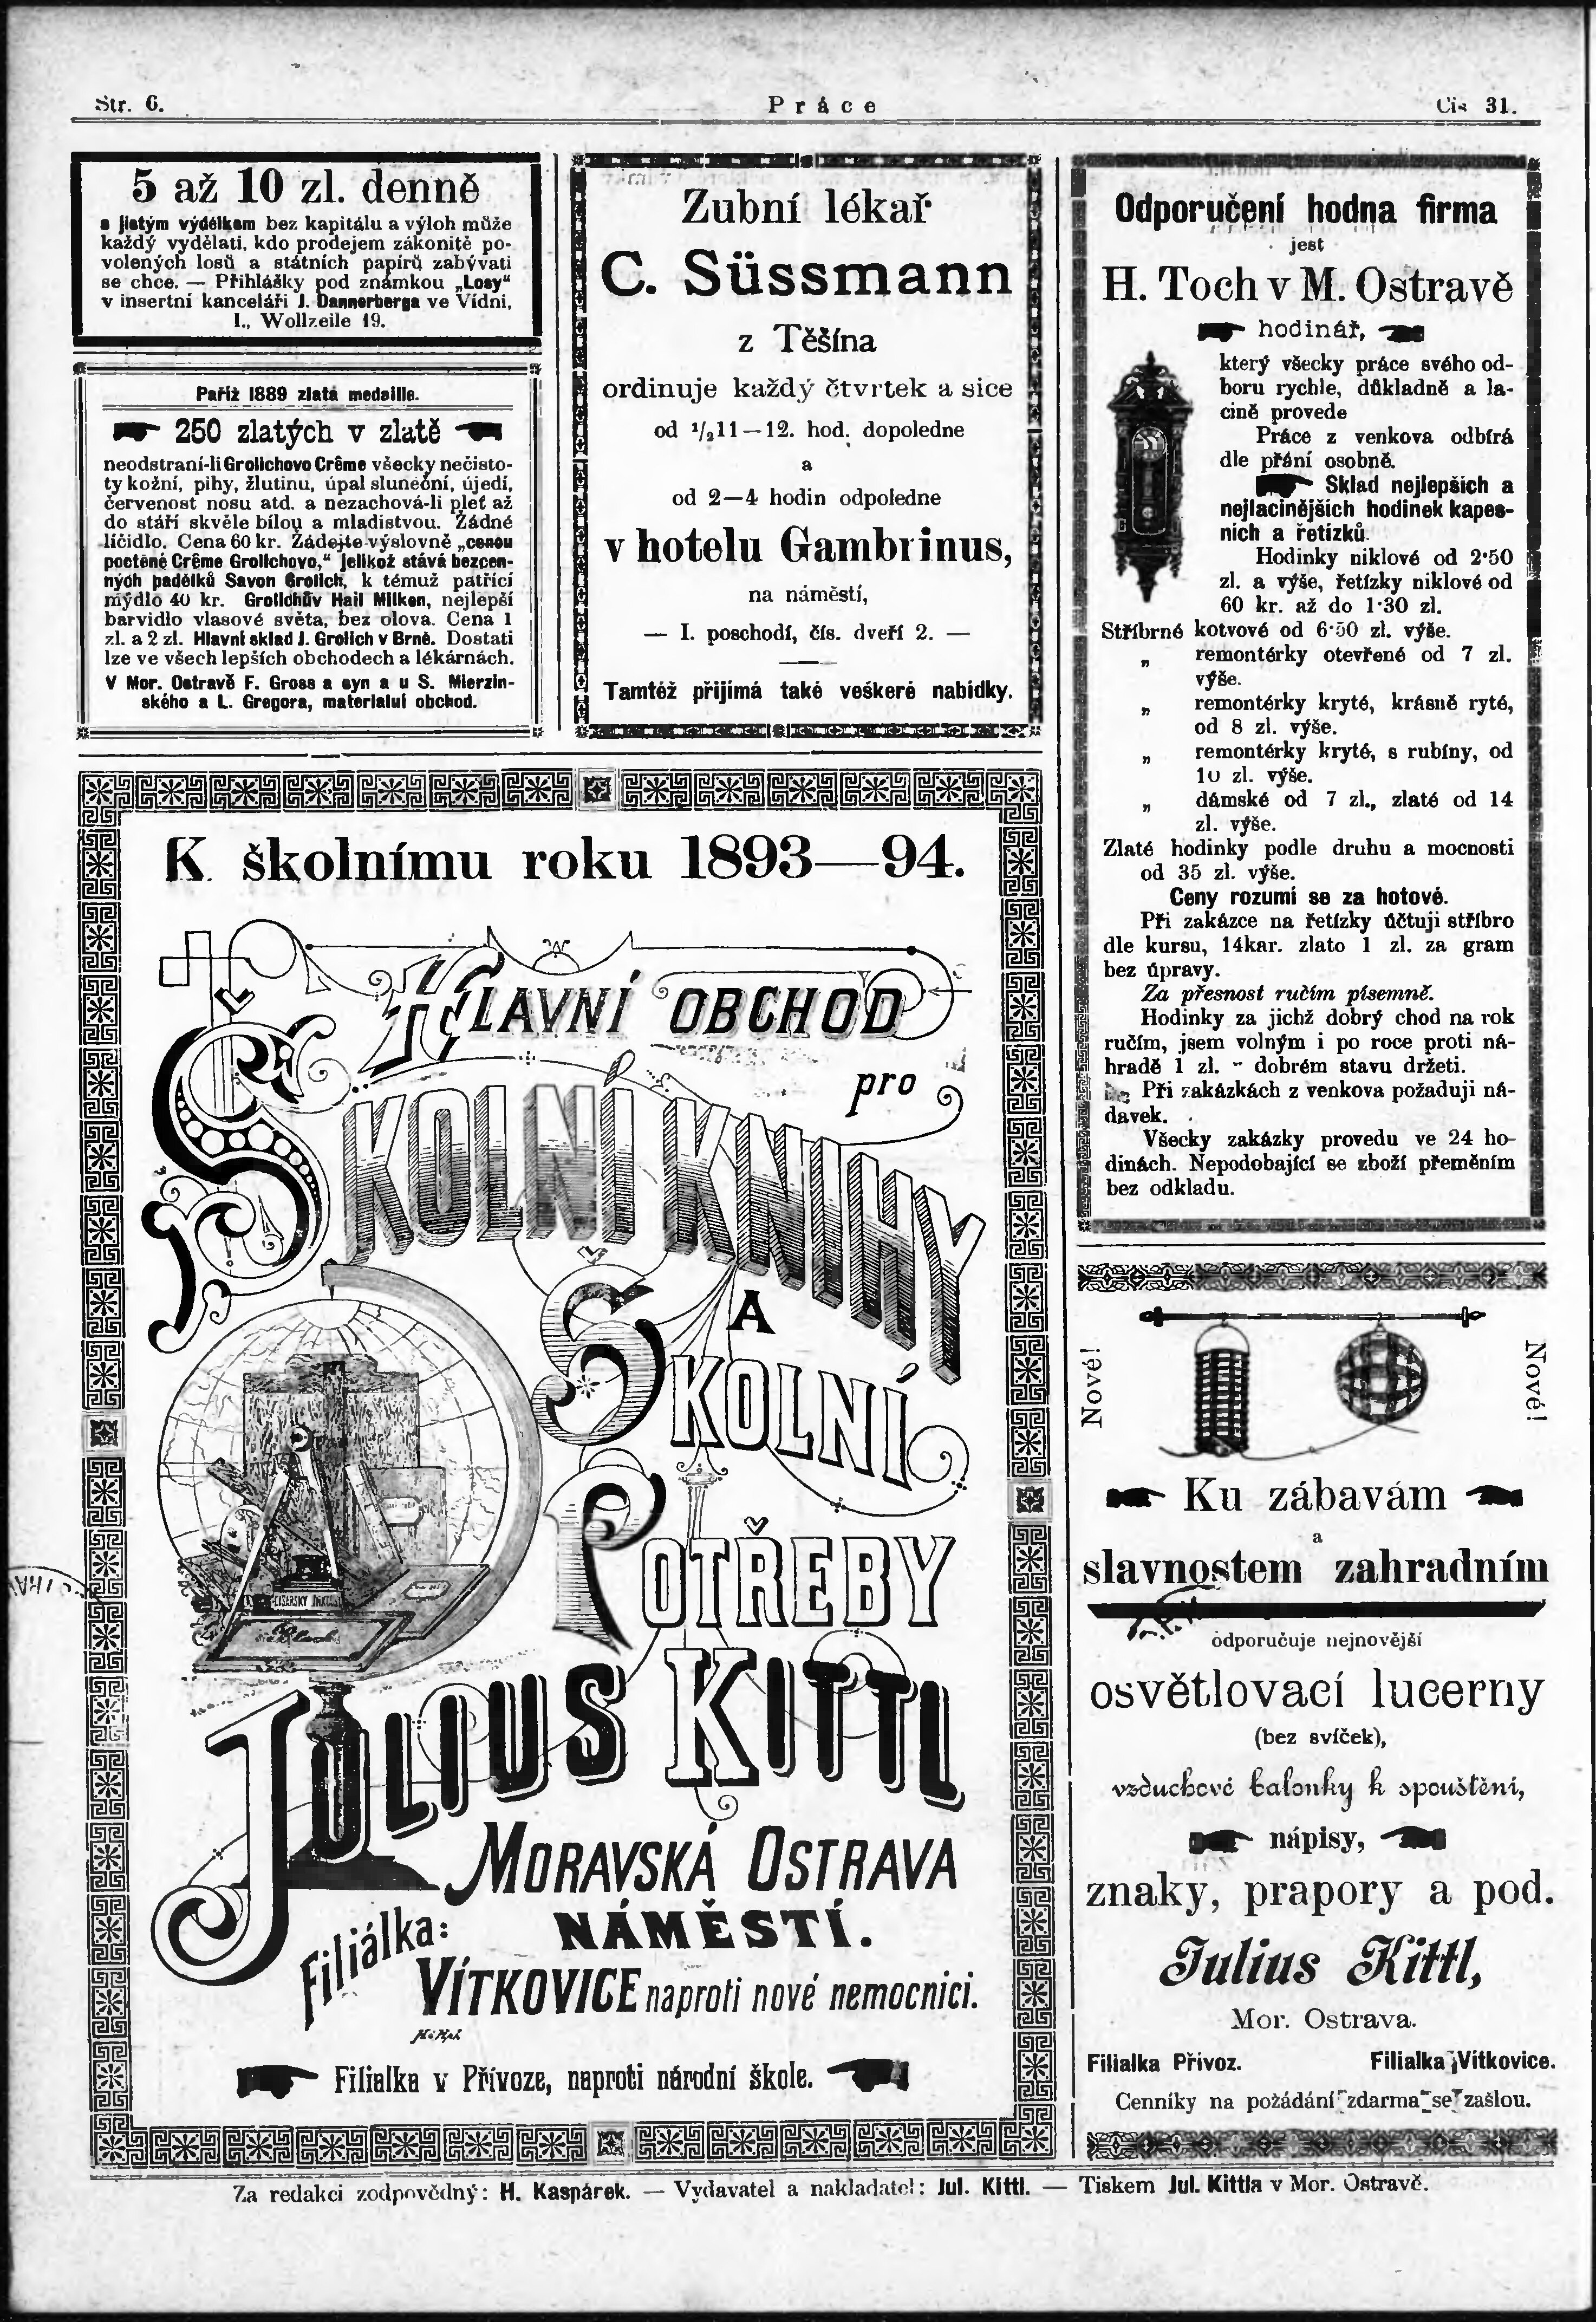 Str. 6.
Práce
Čís 31.
5 až 10 zl. denně
s jistým výdělkem bez kapitálu a výloh může
každý vydělati, kdo prodejem zákonitě po-
volených losů a státních papírů zabývati
se chce. — Přihlášky pod známkou „Losy“
v insertní kanceláři J. Dannerberga ve Vídni,
I., Wollzeile 19.
Paříž 1889 zlatá medaille.
250 zlatých v zlatě
neodstraní-li Grolichovo Crême všecky nečisto-
ty kožní, pihy, žlutinu, úpal sluneční, újedí,
červenost nosu atd. a nezachová-li pleť až
do stáří skvěle bílou a mladistvou. Žádné
líčidlo. Cena 60 kr. Žádejte výslovně „cenou
poctěné Crême Grolichovo,“ jelikož stává bezcen-
ných padělků Savon Grolich, k témuž patřící
mýdlo 40 kr. Grolichův Hail Milken, nejlepší
barvidlo vlasové světa, bez olova. Cena 1
zl. a 2 zl. Hlavní sklad J. Grolich v Brně. Dostati
lze ve všech lepších obchodech a lékárnách.
V Mor. Ostravě F. Gross a syn a u S. Mierzin-
ského a L. Gregora, materialní obchod.
Zubní lékař
C. Süssmann
z Těšína
ordinuje každý čtvrtek a sice
od ¹/₂11—12. hod. dopoledne
a
od 2—4 hodin odpoledne
v hotelu Gambrinus,
na náměstí,
— I. poschodí, čís. dveří 2. —
Tamtéž přijímá také veškeré nabídky.
K školnímu roku 1893—94.
Hlavní obchod
pro
Školní knihy
a
Školní
Potřeby
Julius Kittl
Moravská Ostrava
NÁMĚSTÍ.
Filiálka:
VÍTKOVICE naproti nové nemocnici.
Filialka v Přívoze, naproti národní škole.
Odporučení hodna firma
jest
H. Toch v M. Ostravě
hodinář,
který všecky práce svého od-
boru rychle, důkladně a la-
cině provede
Práce z venkova odbírá
dle přání osobně.
Sklad nejlepších a
nejlacinějších hodinek kapes-
ních a řetízků.
Hodinky niklové od 2·50
zl. a výše, řetízky niklové od
60 kr. až do 1·30 zl.
Stříbrné kotvové od 6·50 zl. výše.
„ remontérky otevřené od 7 zl.
výše.
„ remontérky kryté, krásně ryté,
od 8 zl. výše.
„ remontérky kryté, s rubíny, od
10 zl. výše.
„ dámské od 7 zl., zlaté od 14
zl. výše.
Zlaté hodinky podle druhu a mocnosti
od 35 zl. výše.
Ceny rozumí se za hotové.
Při zakázce na řetízky účtuji stříbro
dle kursu, 14kar. zlato 1 zl. za gram
bez úpravy.
Za přesnost ručím písemně.
Hodinky za jichž dobrý chod na rok
ručím, jsem volným i po roce proti ná-
hradě 1 zl. dobrém stavu držeti.
Při zakázkách z venkova požaduji ná-
davek.
Všecky zakázky provedu ve 24 ho-
dinách. Nepodobající se zboží přeměním
bez odkladu.
Nové!
Nové!
Ku zábavám
a
slavnostem zahradním
odporučuje nejnovější
osvětlovací lucerny
(bez svíček),
vzduchové balonky k spouštění,
nápisy,
znaky, prapory a pod.
Julius Kittl,
Mor. Ostrava.
Filialka Přívoz. Filialka Vítkovice.
Cenníky na požádání zdarma se zašlou.
Za redakci zodpovědný: H. Kaspárek. — Vydavatel a nakladatel: Jul. Kittl. — Tiskem Jul. Kittla v Mor. Ostravě.